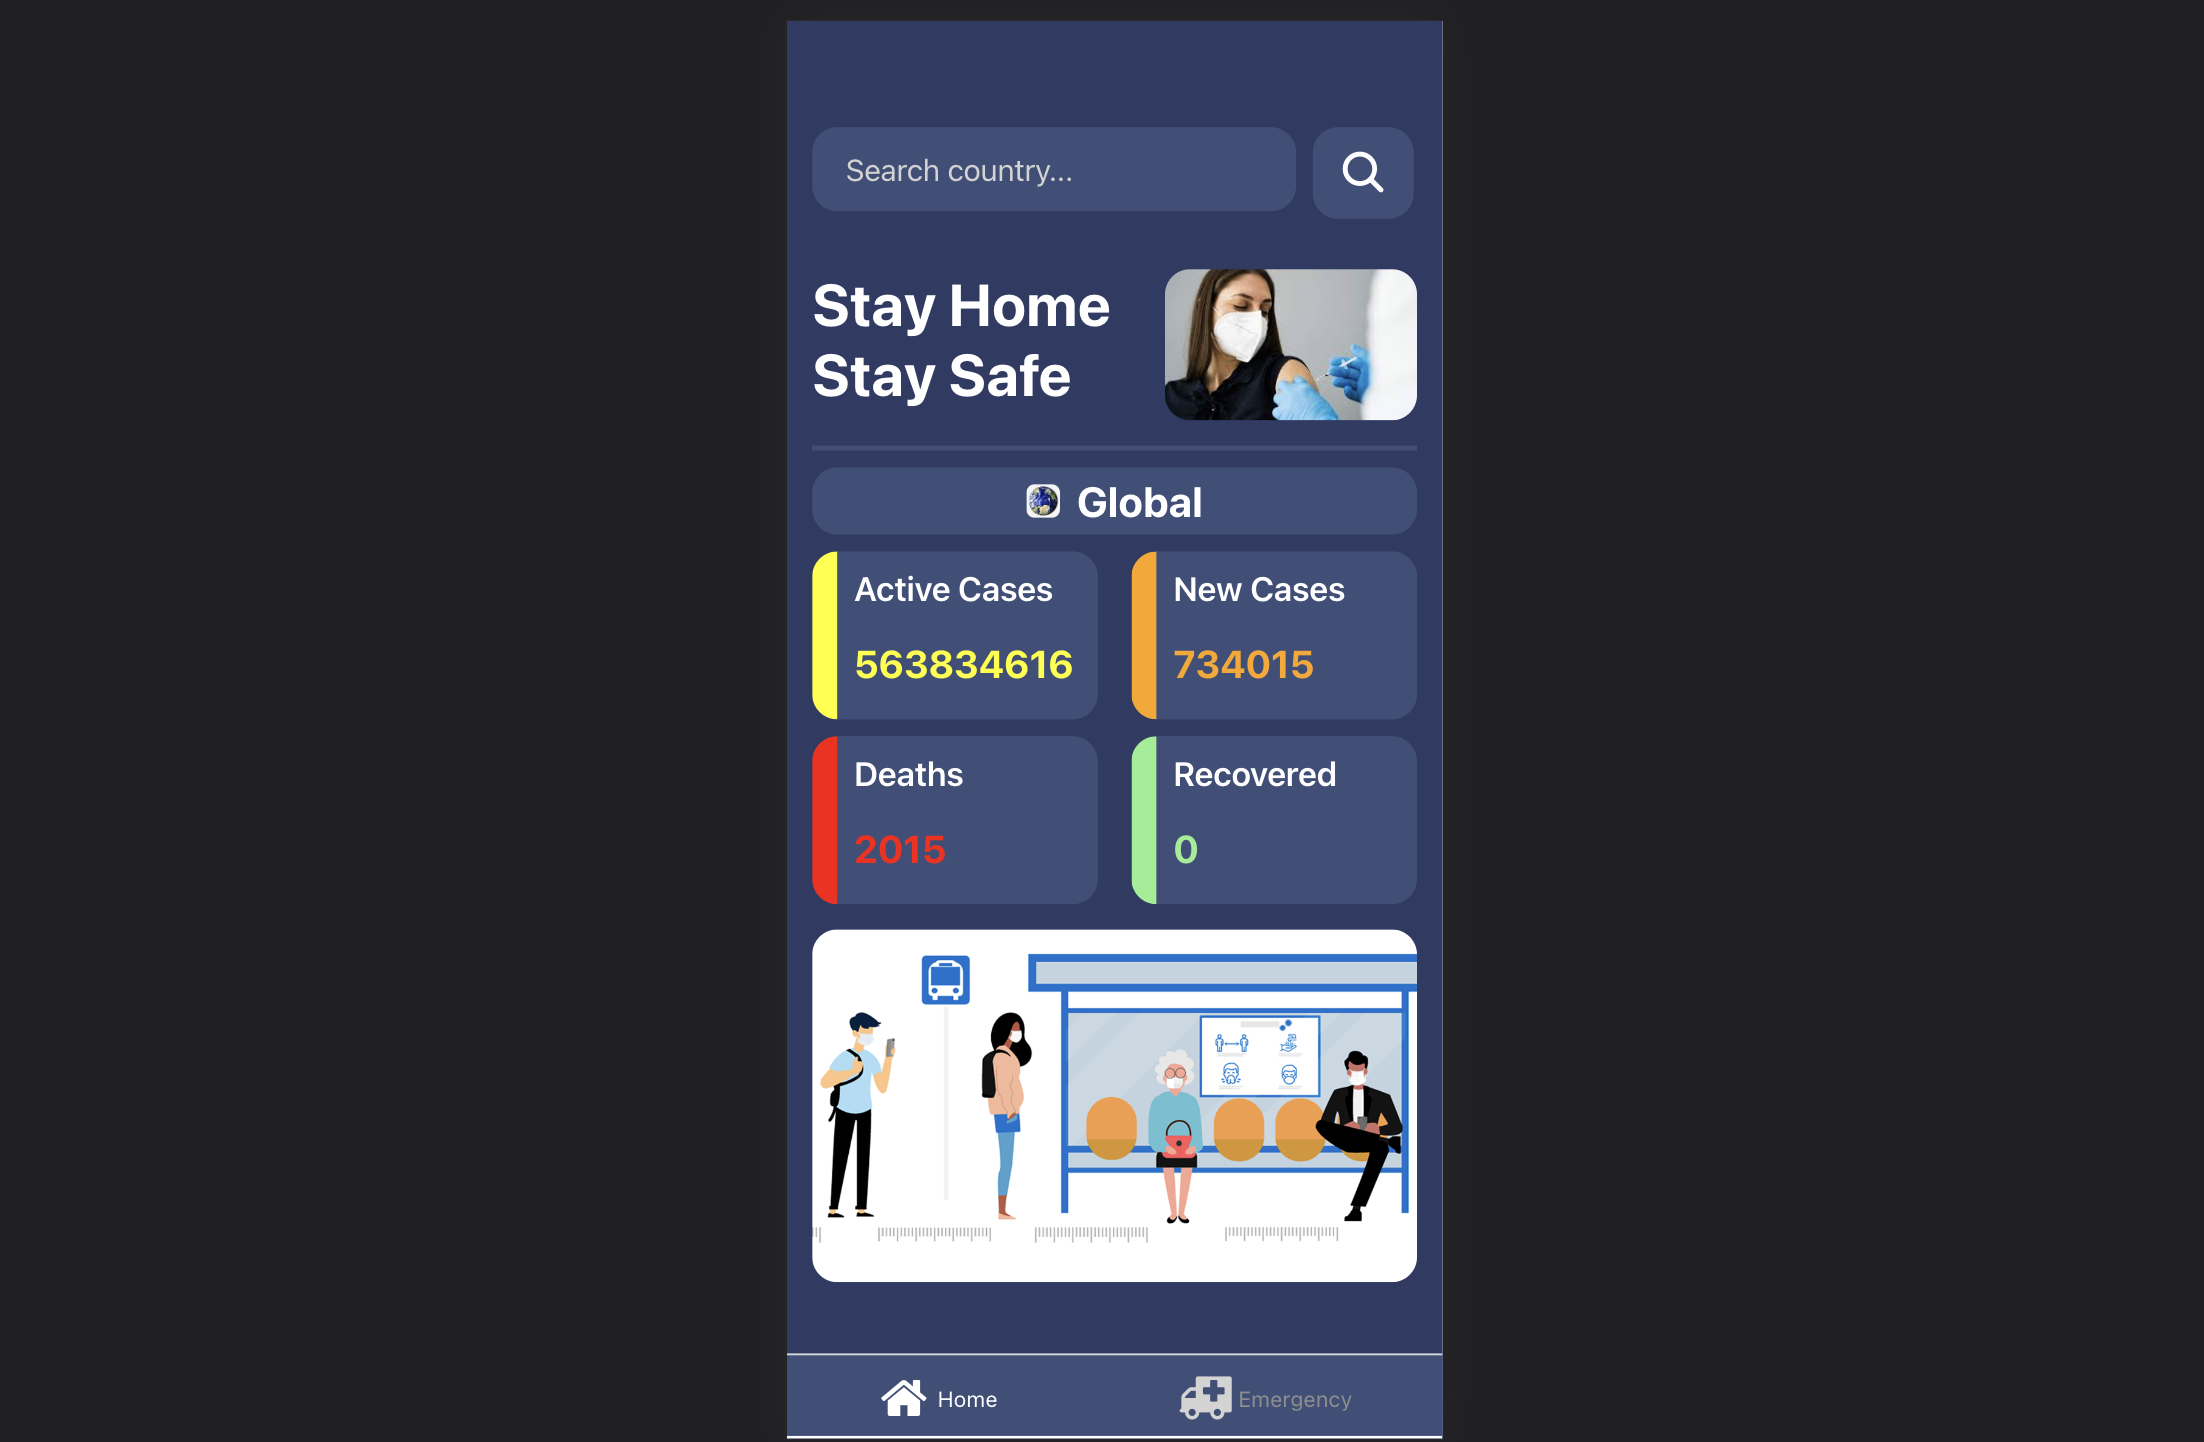 Search country...
Stay Home
Stay Safe
Global
Active Cases
563834616
New Cases
734015
Deaths
2015
Recovered
0
Home
Emergency